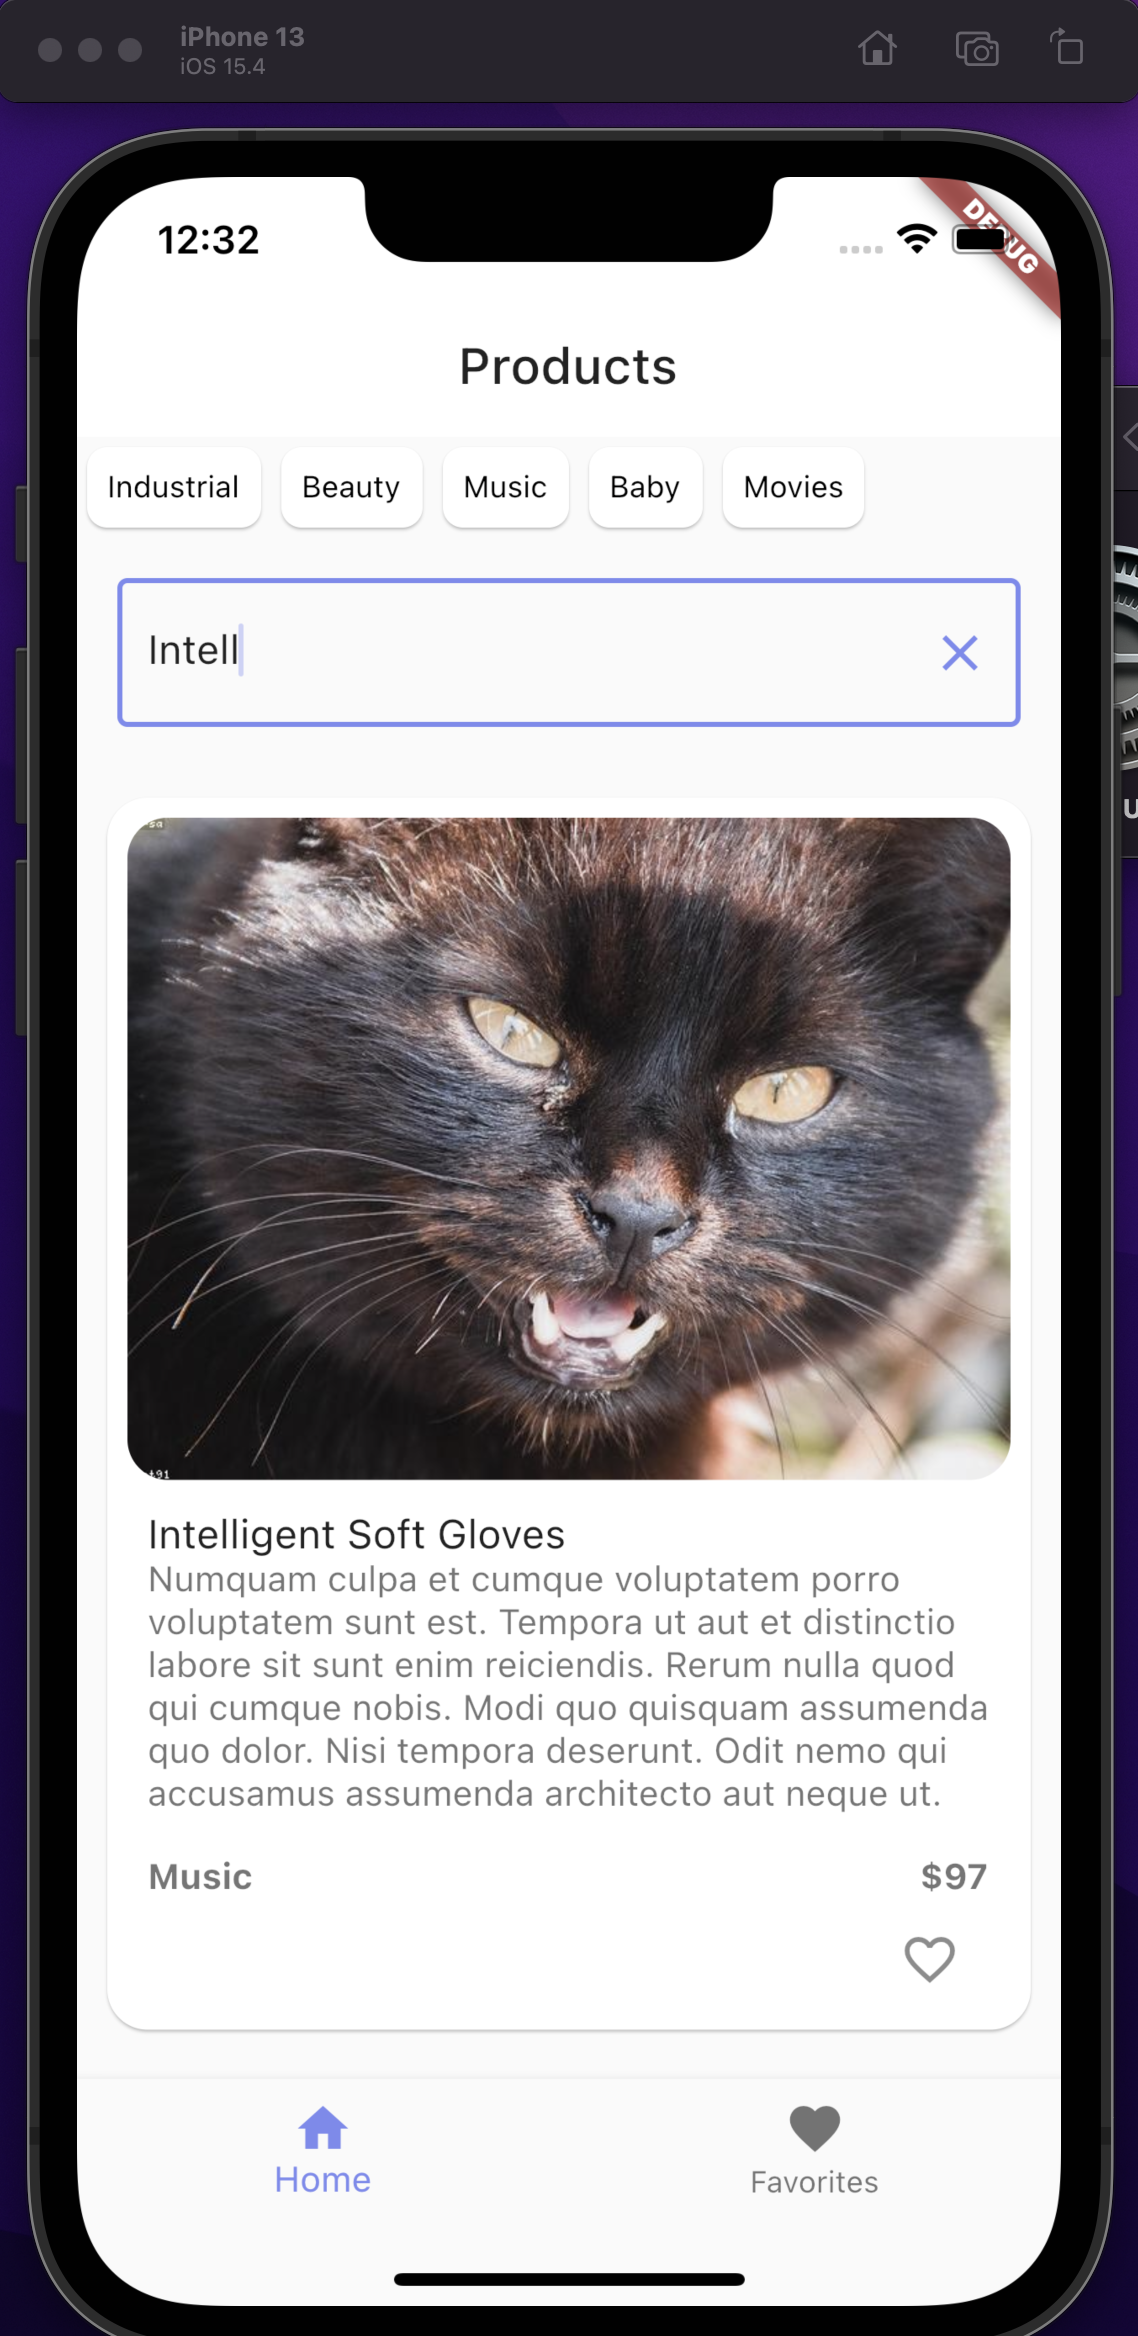 iPhone 13
iOS 15.4
12:32
DEBUG
Products
Industrial
Beauty
Music
Baby
Movies
Intell
sa
t91
Intelligent Soft Gloves
Numquam culpa et cumque voluptatem porro
voluptatem sunt est. Tempora ut aut et distinctio
labore sit sunt enim reiciendis. Rerum nulla quod
qui cumque nobis. Modi quo quisquam assumenda
quo dolor. Nisi tempora deserunt. Odit nemo qui
accusamus assumenda architecto aut neque ut.
Music
$97
Home
Favorites